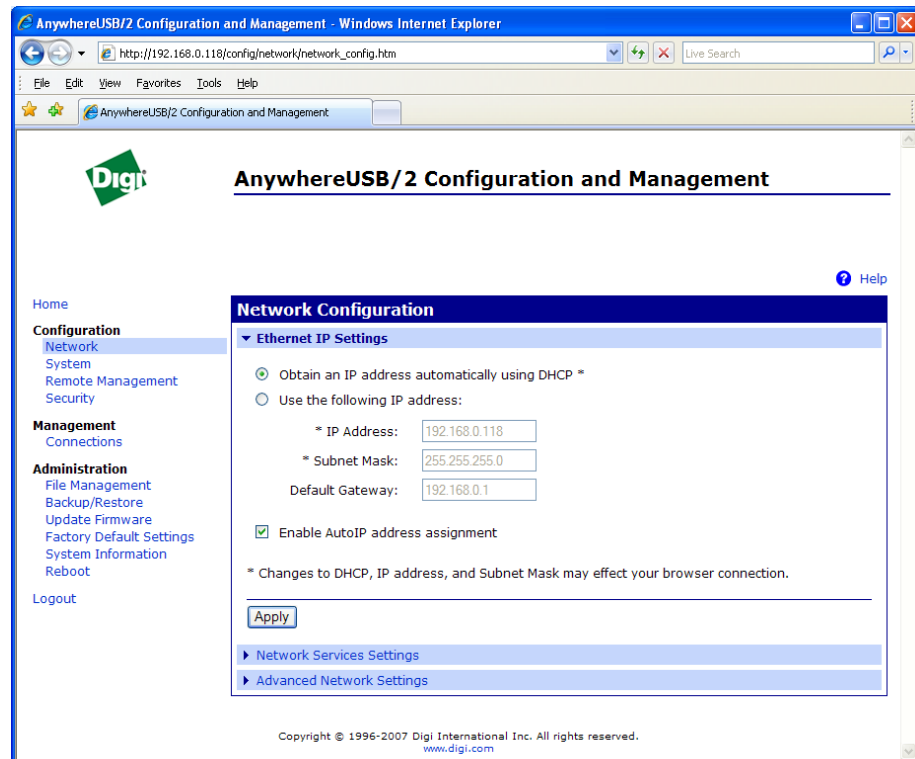 AnywhereUSB/2 Configuration and Management - Windows Internet Explorer
http://192.168.0.118/config/network/network_config.htm
Live Search
File Edit View Favorites Tools Help
AnywhereUSB/2 Configuration and Management
Digi
AnywhereUSB/2 Configuration and Management
Help
Home
Configuration
Network
System
Remote Management
Security
Management
Connections
Administration
File Management
Backup/Restore
Update Firmware
Factory Default Settings
System Information
Reboot
Logout
Network Configuration
Ethernet IP Settings
Obtain an IP address automatically using DHCP *
Use the following IP address:
* IP Address: 192.168.0.118
* Subnet Mask: 255.255.255.0
Default Gateway: 192.168.0.1
Enable AutoIP address assignment
* Changes to DHCP, IP address, and Subnet Mask may effect your browser connection.
Apply
Network Services Settings
Advanced Network Settings
Copyright © 1996-2007 Digi International Inc. All rights reserved.
www.digi.com